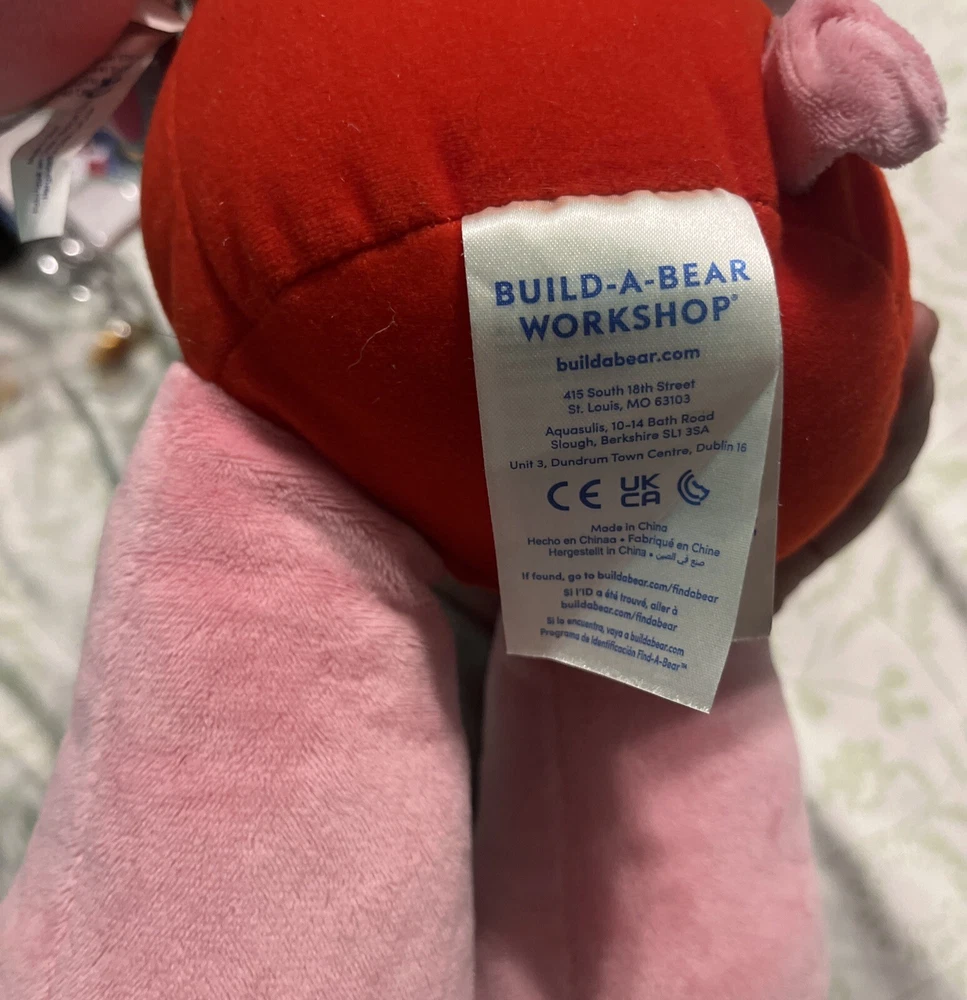 BUILD-A-BEAR
WORKSHOP®
buildabear.com
415 South 18th Street
St. Louis, MO 63103
Aquasulis, 10-14 Bath Road
Slough, Berkshire SL1 3SA
Unit 3, Dundrum Town Centre, Dublin 16
CE UK
CA
Made in China
Hecho en Chinaa • Fabriqué en Chine
Hergestellt in China • صنع في الصين
If found, go to buildabear.com/findabear
Si l'ID a été trouvé, aller à
buildabear.com/findabear
Si lo encuentra, vaya a buildabear.com
Programa de Identificación Find-A-Bear™